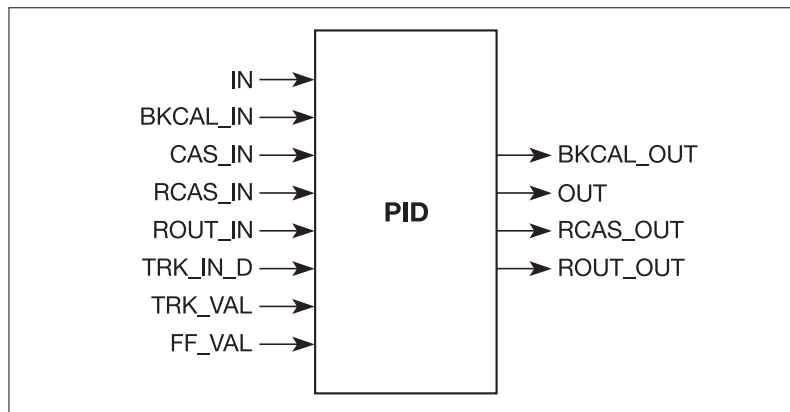 IN
BKCAL_IN
CAS_IN
RCAS_IN
ROUT_IN
TRK_IN_D
TRK_VAL
FF_VAL
PID
BKCAL_OUT
OUT
RCAS_OUT
ROUT_OUT